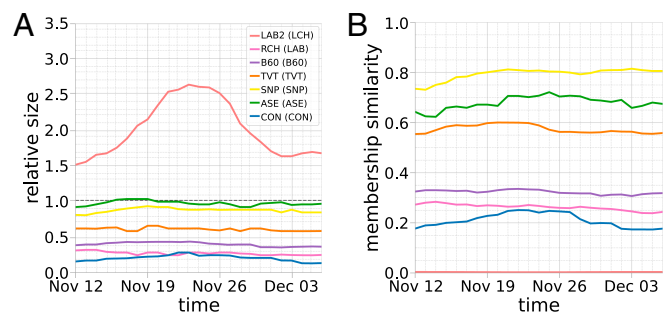 A
3.5
3.0
2.5
2.0
1.5
1.0
0.5
0.0
relative size
Nov 12
Nov 19
Nov 26
Dec 03
time
LAB2 (LCH)
RCH (LAB)
B60 (B60)
TVT (TVT)
SNP (SNP)
ASE (ASE)
CON (CON)
B
1.0
0.8
0.6
0.4
0.2
0.0
membership similarity
Nov 12
Nov 19
Nov 26
Dec 03
time